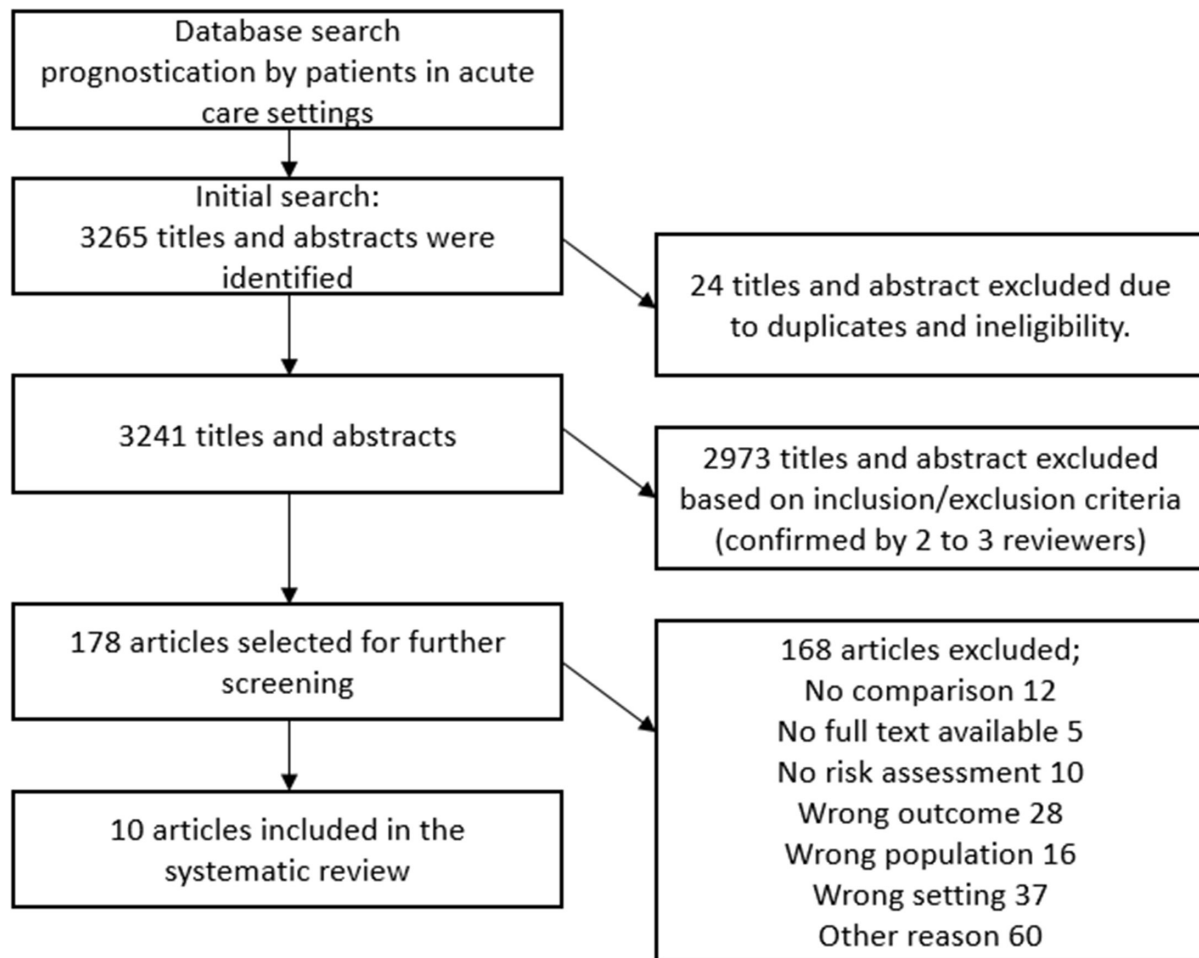 Database search
prognostication by patients in acute
care settings
Initial search:
3265 titles and abstracts were
identified
24 titles and abstract excluded due
to duplicates and ineligibility.
3241 titles and abstracts
2973 titles and abstract excluded
based on inclusion/exclusion criteria
(confirmed by 2 to 3 reviewers)
178 articles selected for further
screening
168 articles excluded;
No comparison 12
No full text available 5
No risk assessment 10
Wrong outcome 28
Wrong population 16
Wrong setting 37
Other reason 60
10 articles included in the
systematic review